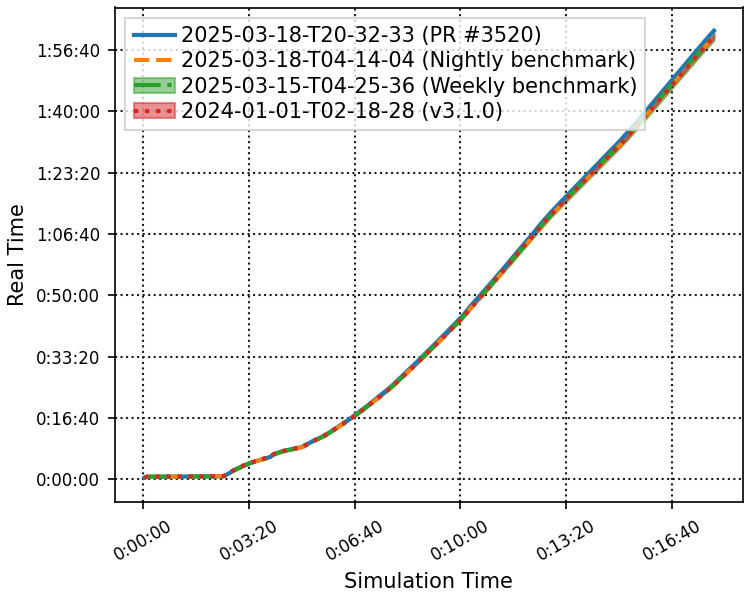 2025-03-18-T20-32-33 (PR #3520)
2025-03-18-T04-14-04 (Nightly benchmark)
2025-03-15-T04-25-36 (Weekly benchmark)
2024-01-01-T02-18-28 (v3.1.0)
Real Time
1:56:40
1:40:00
1:23:20
1:06:40
0:50:00
0:33:20
0:16:40
0:00:00
0:00:00 0:03:20 0:06:40 0:10:00 0:13:20 0:16:40
Simulation Time